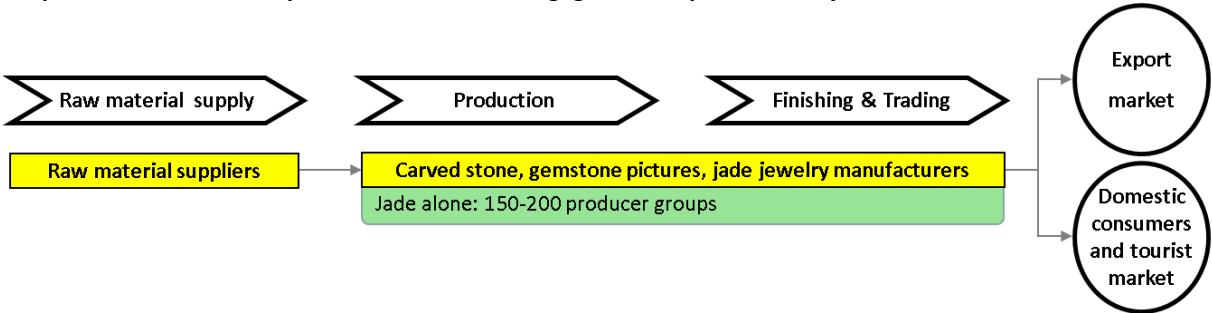 Raw material supply
Production
Finishing & Trading
Export
market
Raw material suppliers
Carved stone, gemstone pictures, jade jewelry manufacturers
Jade alone: 150-200 producer groups
Domestic
consumers
and tourist
market